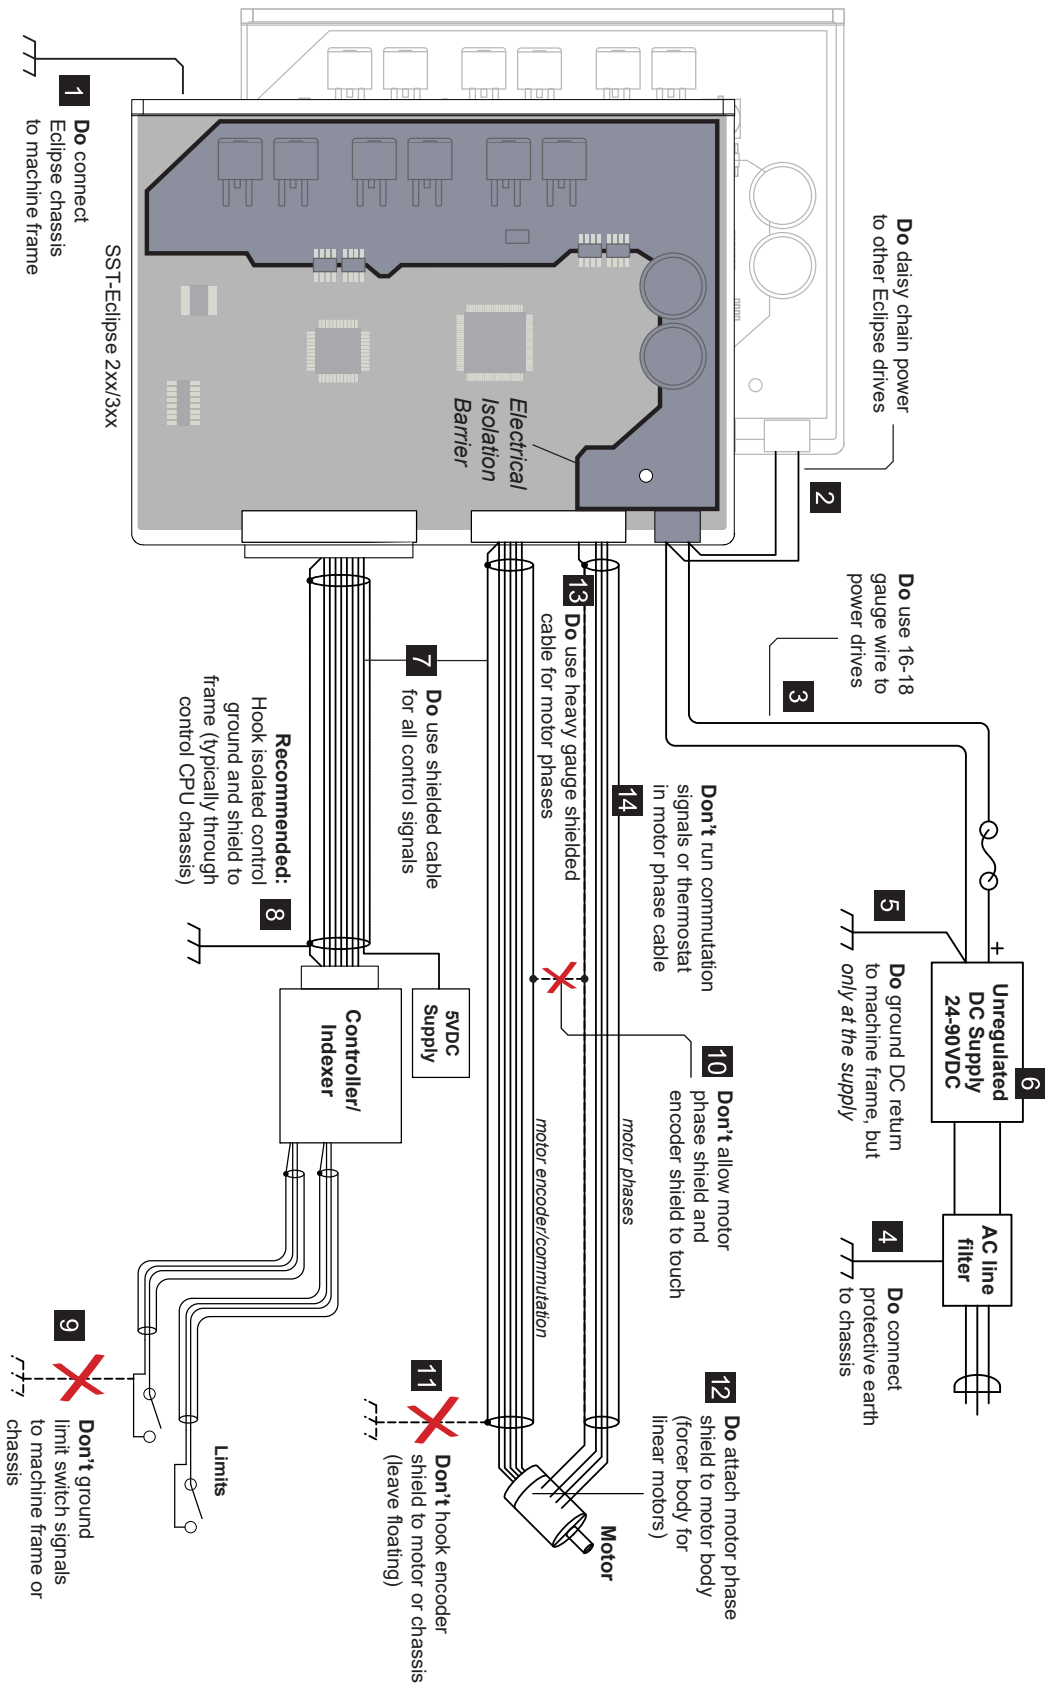 1
Do connect
Eclipse chassis
to machine frame
SST-Eclipse 2xx/3xx
Do daisy chain power
to other Eclipse drives
2
Electrical
Isolation
Barrier
Do use 16-18
gauge wire to
power drives
3
13
Do use heavy gauge shielded
cable for motor phases
7
Do use shielded cable
for all control signals
Recommended:
Hook isolated control
ground and shield to
frame (typically through
control CPU chassis)
8
14
Don't run commutation
signals or thermostat
in motor phase cable
5
Do ground DC return
to machine frame, but
only at the supply
+
Unregulated
DC Supply
24-90VDC
6
5VDC
Supply
Controller/
Indexer
10
Don't allow motor
phase shield and
encoder shield to touch
motor phases
motor encoder/commutation
4
Do connect
protective earth
to chassis
AC line
filter
9
Don't ground
limit switch signals
to machine frame or
chassis
Limits
11
Don't hook encoder
shield to motor or chassis
(leave floating)
12
Do attach motor phase
shield to motor body
(forcer body for
linear motors)
Motor